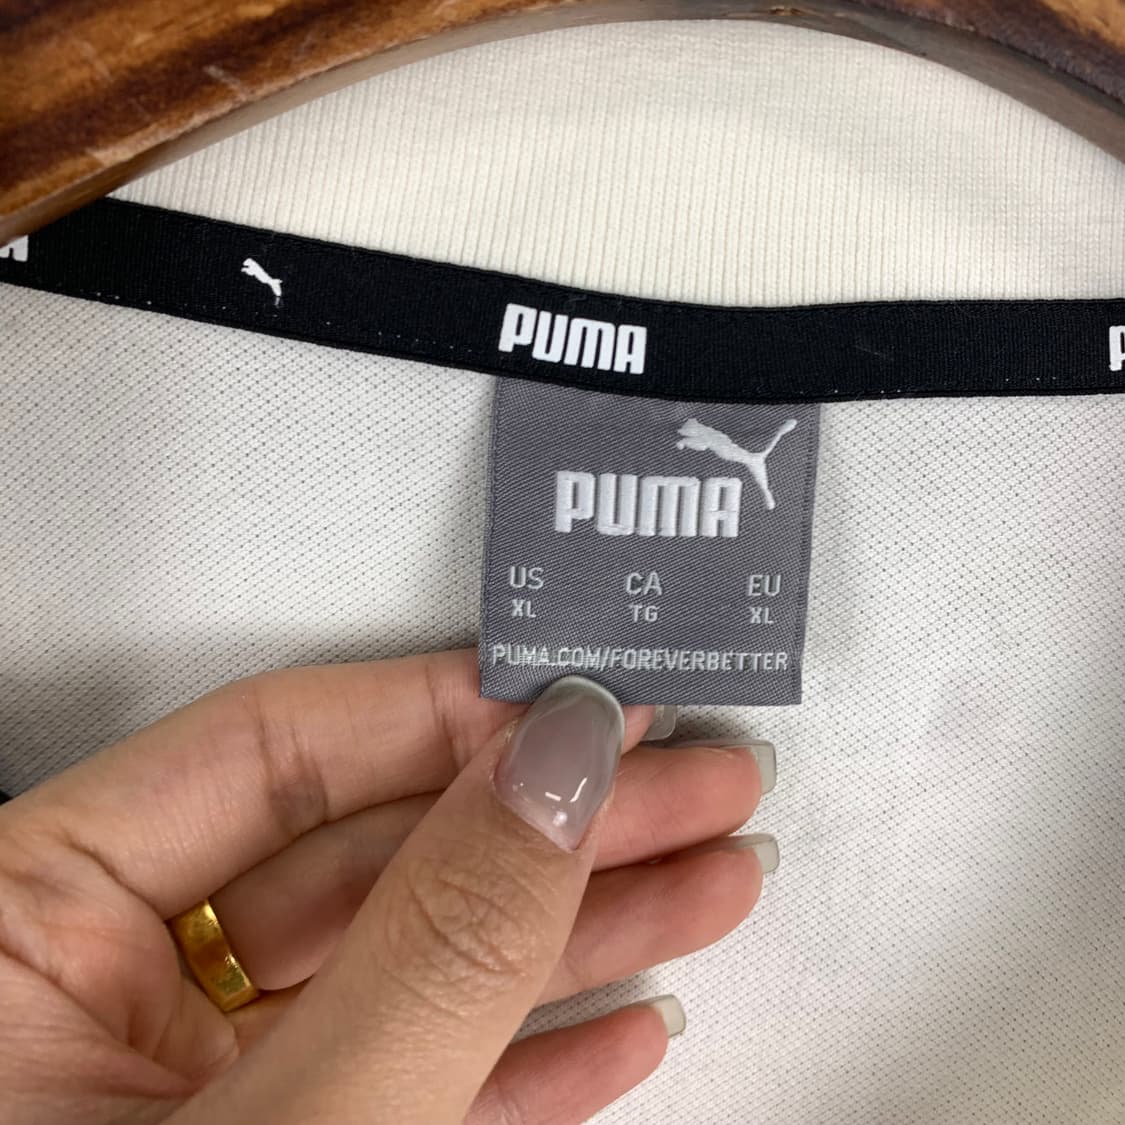 PUMA
PUMA
US CA EU
XL TG XL
PUMA.COM/FOREVERBETTER